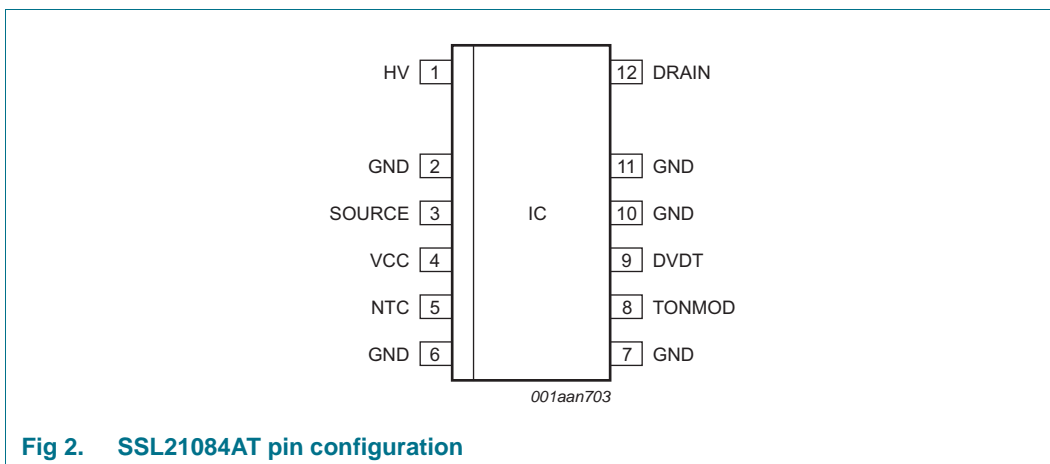 HV 1 12 DRAIN
GND 2 11 GND
SOURCE 3 IC 10 GND
VCC 4 9 DVDT
NTC 5 8 TONMOD
GND 6 7 GND
001aan703
Fig 2. SSL21084AT pin configuration